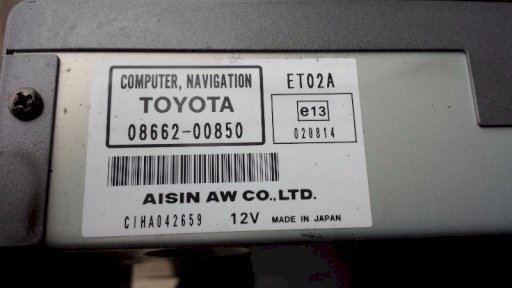 COMPUTER, NAVIGATION
TOYOTA
08662-00850
ET02A
e13
020814
AISIN AW CO.,LTD.
CIHA042659 12V MADE IN JAPAN